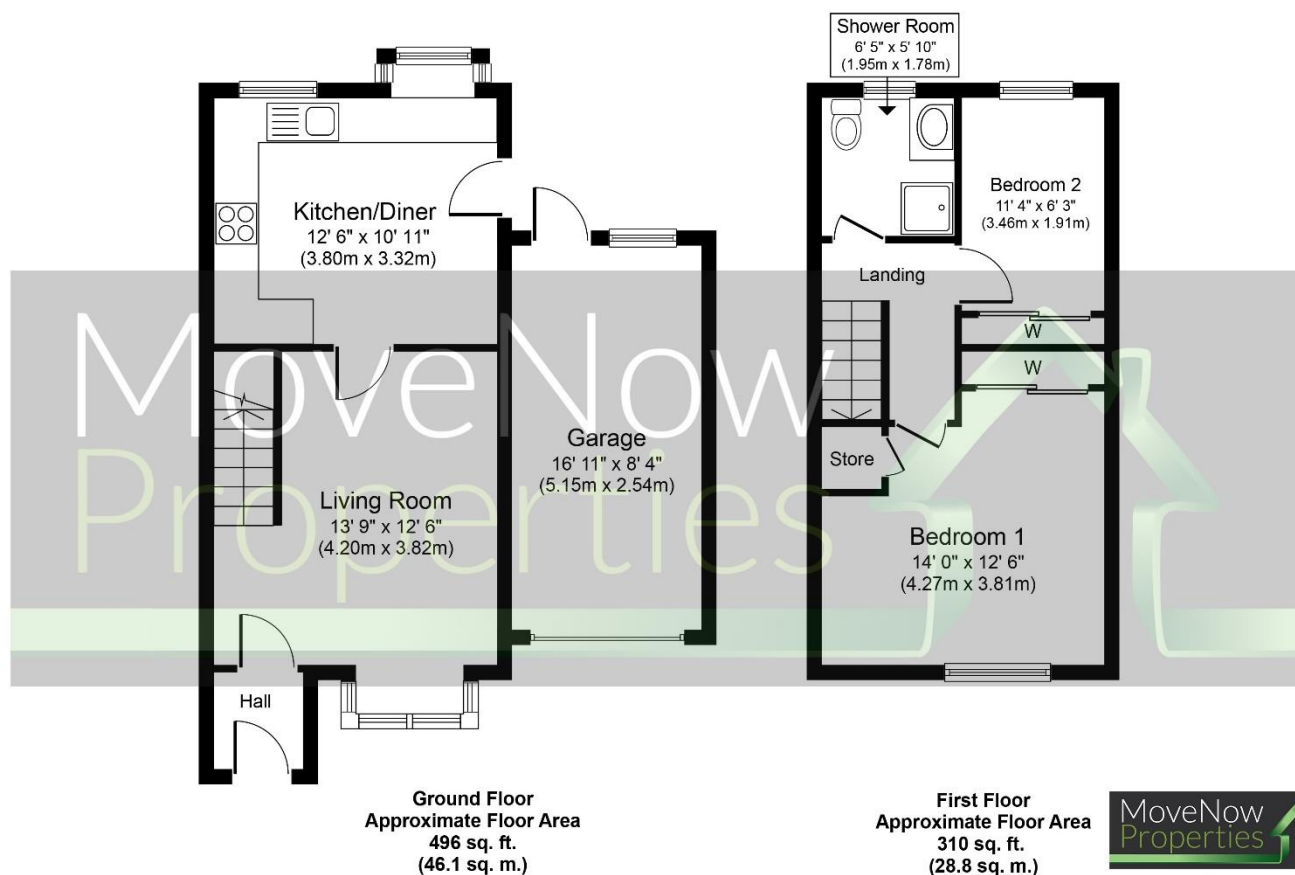 Shower Room
6' 5" x 5' 10"
(1.95m x 1.78m)
Kitchen/Diner
12' 6" x 10' 11"
(3.80m x 3.32m)
Bedroom 2
11' 4" x 6' 3"
(3.46m x 1.91m)
Landing
W
W
MoveNow
Properties
Garage
16' 11" x 8' 4"
(5.15m x 2.54m)
Store
Living Room
13' 9" x 12' 6"
(4.20m x 3.82m)
Bedroom 1
14' 0" x 12' 6"
(4.27m x 3.81m)
Hall
Ground Floor
Approximate Floor Area
496 sq. ft.
(46.1 sq. m.)
First Floor
Approximate Floor Area
310 sq. ft.
(28.8 sq. m.)
MoveNow
Properties